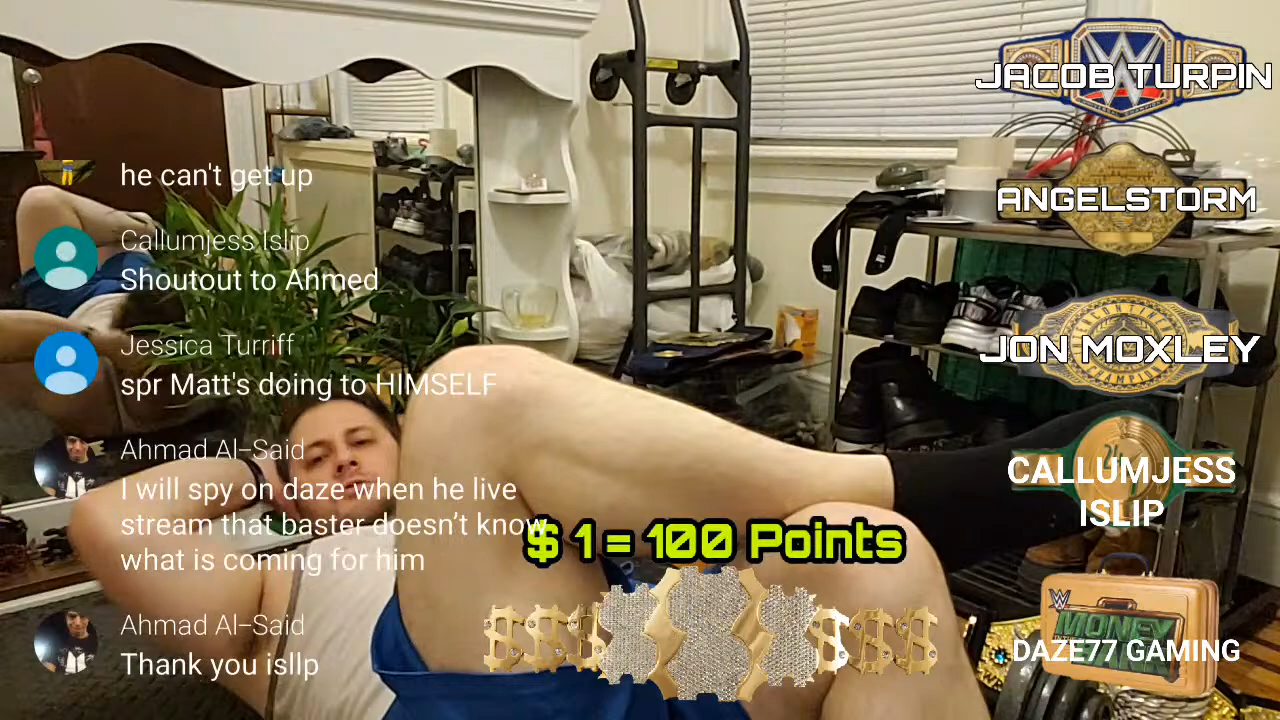 he can't get up
Callumjess Islip
Shoutout to Ahmed
Jessica Turriff
spr Matt's doing to HIMSELF
Ahmad Al-Said
I will spy on daze when he live
stream that baster doesn't know
what is coming for him
Ahmad Al-Said
Thank you isllp
$ 1 = 100 Points
JACOB TURPIN
ANGELSTORM
JON MOXLEY
CALLUMJESS
ISLIP
W
MONEY
DAZE77 GAMING